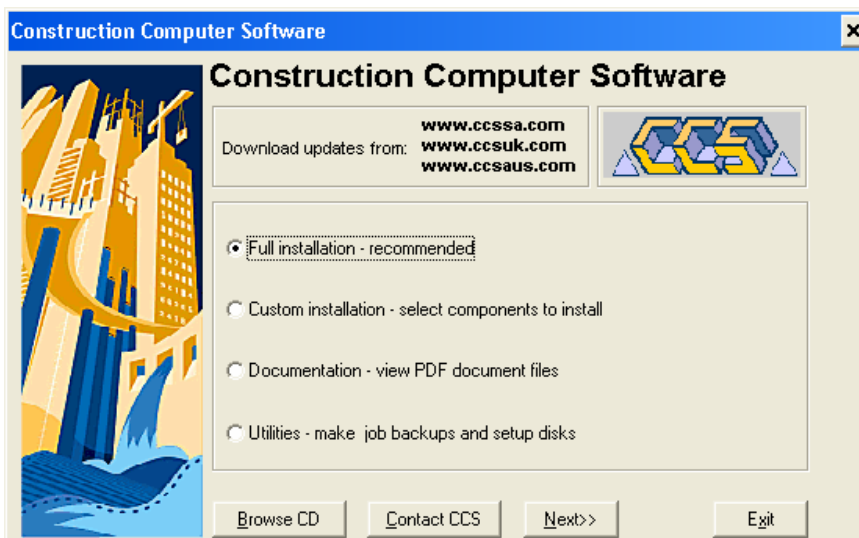 Construction Computer Software
Construction Computer Software
Download updates from:
www.ccssa.com
www.ccsuk.com
www.ccsaus.com
CCS
Full installation - recommended
Custom installation - select components to install
Documentation - view PDF document files
Utilities - make job backups and setup disks
Browse CD
Contact CCS
Next>>
Exit